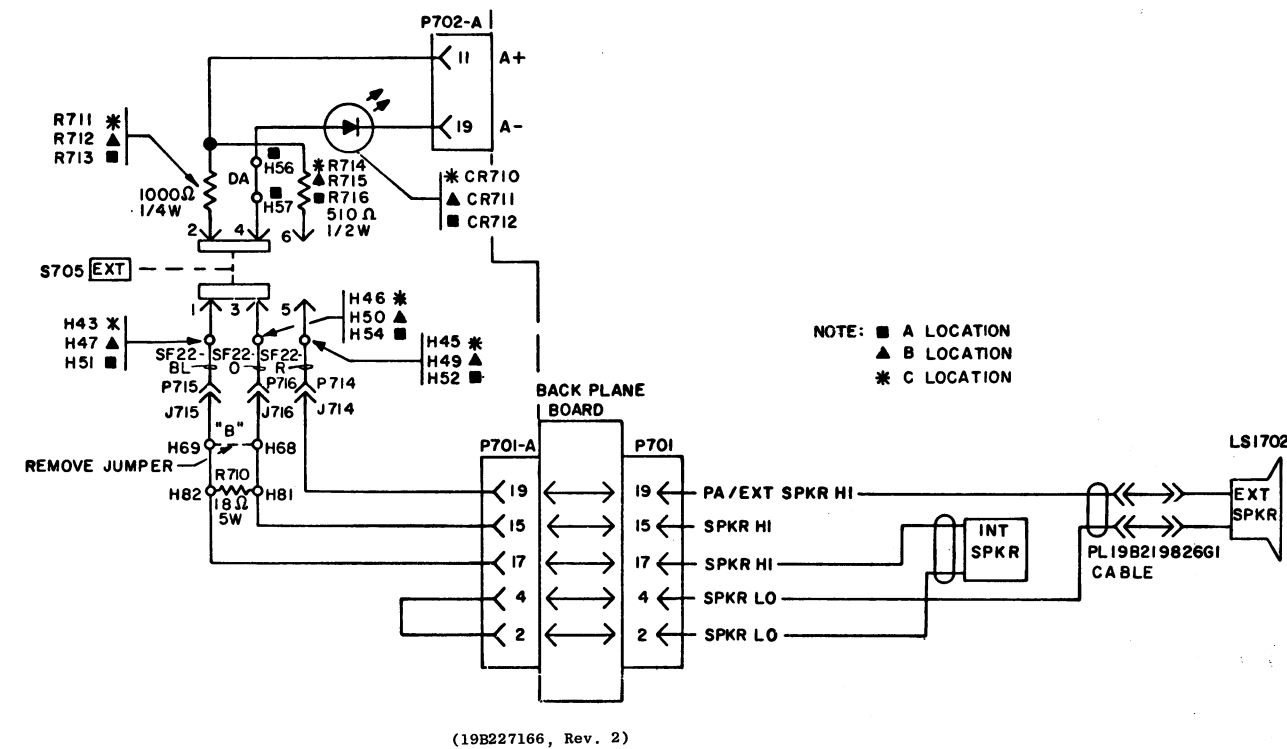 P702-A
11 A+
19 A-
R711 ✱
R712 ▲
R713 ■
1000Ω
1/4W
DA
■
H56
■
H57
✱ R714
▲ R715
■ R716
510 Ω
1/2W
✱ CR710
▲ CR711
■ CR712
2 4 6
S705 EXT
1 3 5
H43 ✱
H47 ▲
H51 ■
H46 ✱
H50 ▲
H54 ■
H45 ✱
H49 ▲
H52 ■
SF22-BL
SF22-O
SF22-R
P715 P716 P714
J715 J716 J714
"B"
H69 H68
REMOVE JUMPER
R710
H82 H81
18Ω
5W
NOTE: ■ A LOCATION
▲ B LOCATION
✱ C LOCATION
BACK PLANE
BOARD
P701-A P701
19 19 PA/EXT SPKR HI
15 15 SPKR HI
17 17 SPKR HI
4 4 SPKR LO
2 2 SPKR LO
INT
SPKR
LS1702
EXT
SPKR
PL19B219826G1
CABLE
(19B227166, Rev. 2)